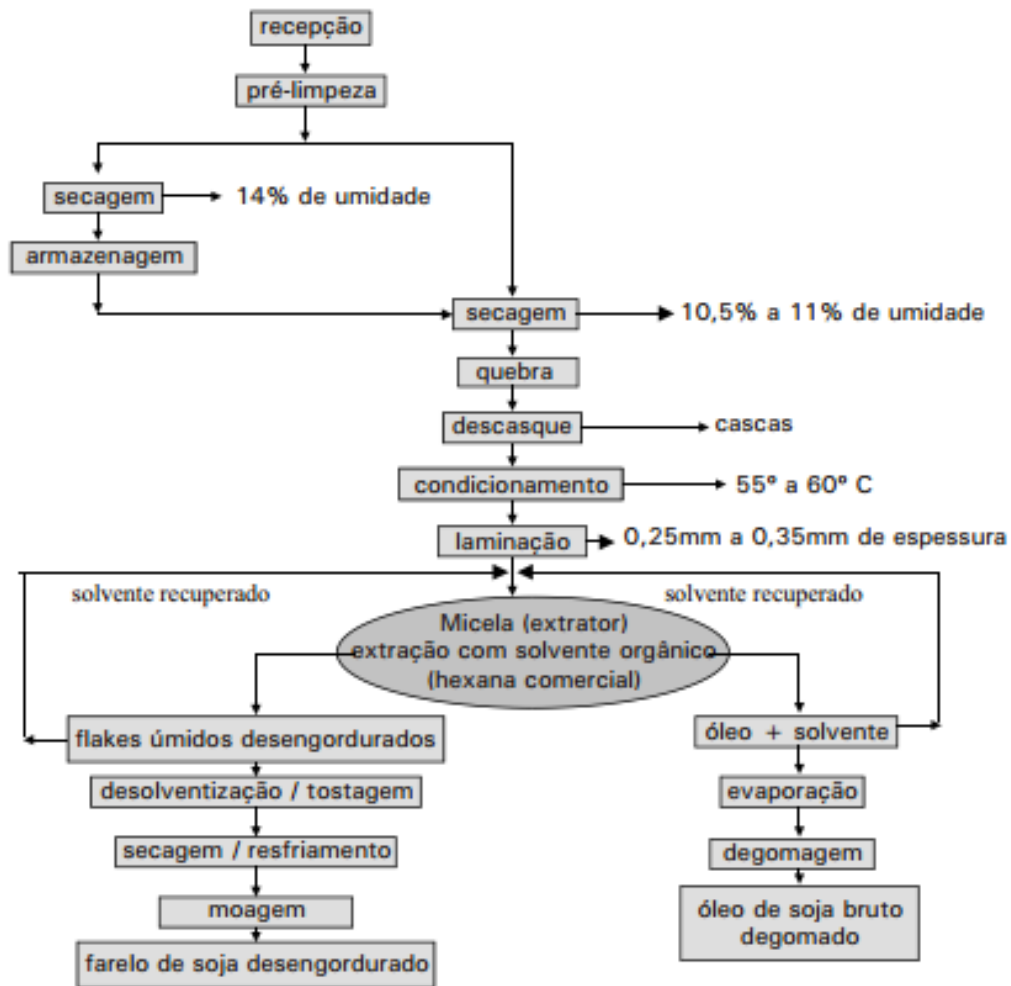 recepção
pré-limpeza
secagem
14% de umidade
armazenagem
secagem
10,5% a 11% de umidade
quebra
descasque
cascas
condicionamento
55º a 60º C
laminação
0,25mm a 0,35mm de espessura
solvente recuperado
solvente recuperado
Micela (extrator)
extração com solvente orgânico
(hexana comercial)
flakes úmidos desengordurados
óleo + solvente
desolventização / tostagem
evaporação
secagem / resfriamento
degomagem
moagem
óleo de soja bruto
degomado
farelo de soja desengordurado